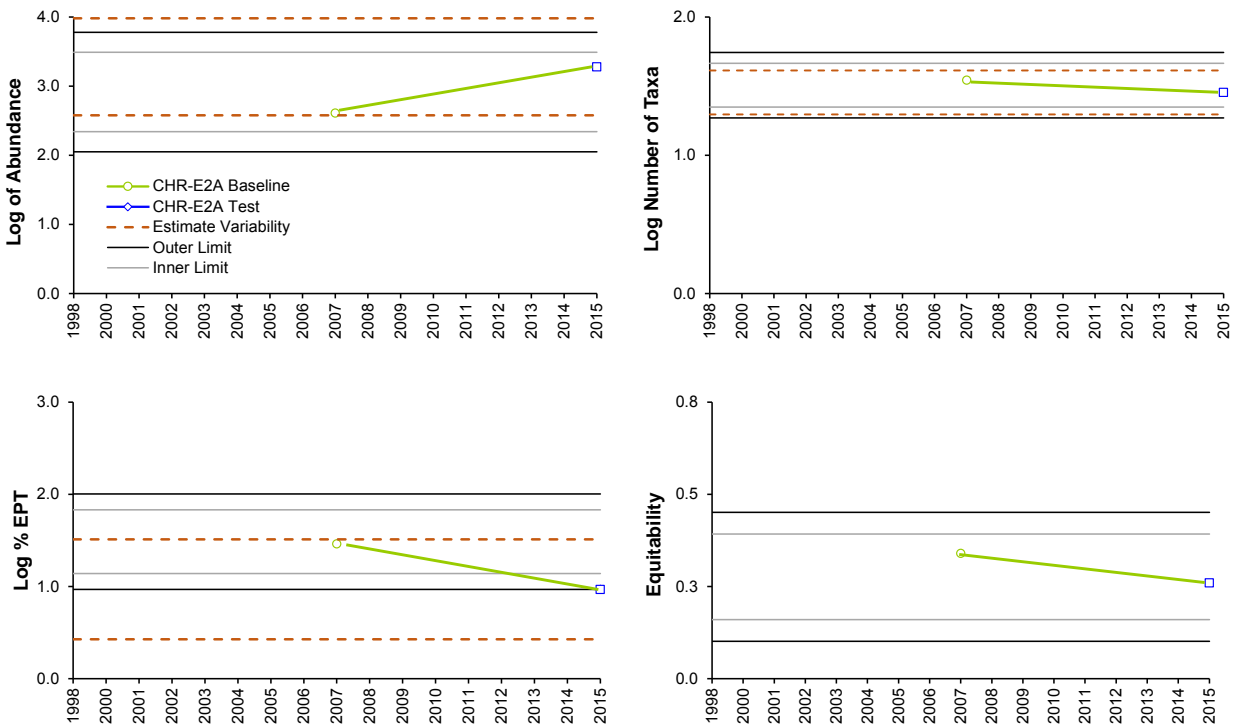 Log of Abundance
4.0
3.0
2.0
1.0
0.0
CHR-E2A Baseline
CHR-E2A Test
Estimate Variability
Outer Limit
Inner Limit
1998 2000 2001 2002 2003 2004 2005 2006 2007 2008 2009 2010 2011 2012 2013 2014 2015
Log Number of Taxa
2.0
1.0
0.0
1998 2000 2001 2002 2003 2004 2005 2006 2007 2008 2009 2010 2011 2012 2013 2014 2015
Log % EPT
3.0
2.0
1.0
0.0
1998 2000 2001 2002 2003 2004 2005 2006 2007 2008 2009 2010 2011 2012 2013 2014 2015
Equitability
0.8
0.5
0.3
0.0
1998 2000 2001 2002 2003 2004 2005 2006 2007 2008 2009 2010 2011 2012 2013 2014 2015